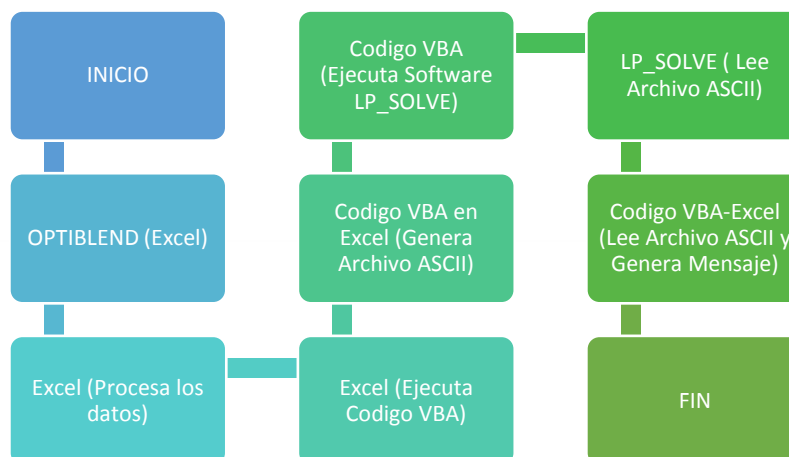 INICIO
OPTIBLEND (Excel)
Excel (Procesa los
datos)
Excel (Ejecuta
Codigo VBA)
Codigo VBA en
Excel (Genera
Archivo ASCII)
Codigo VBA
(Ejecuta Software
LP_SOLVE)
LP_SOLVE ( Lee
Archivo ASCII)
Codigo VBA-Excel
(Lee Archivo ASCII y
Genera Mensaje)
FIN